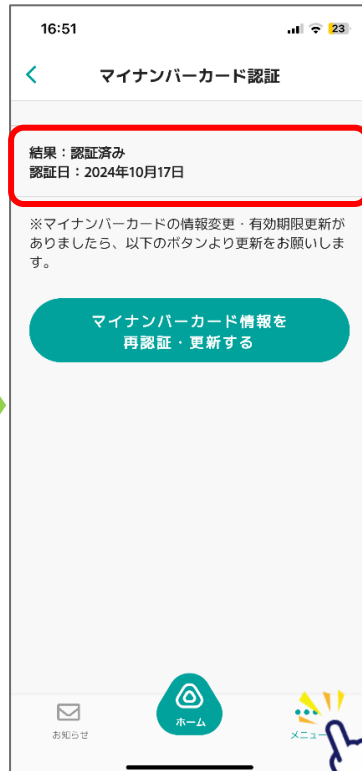 16:51
23
マイナンバーカード認証
結果：認証済み
認証日：2024年10月17日
※マイナンバーカードの情報変更・有効期限更新が
ありましたら、以下のボタンより更新をお願いしま
す。
マイナンバーカード情報を
再認証・更新する
お知らせ
ホーム
メニュー